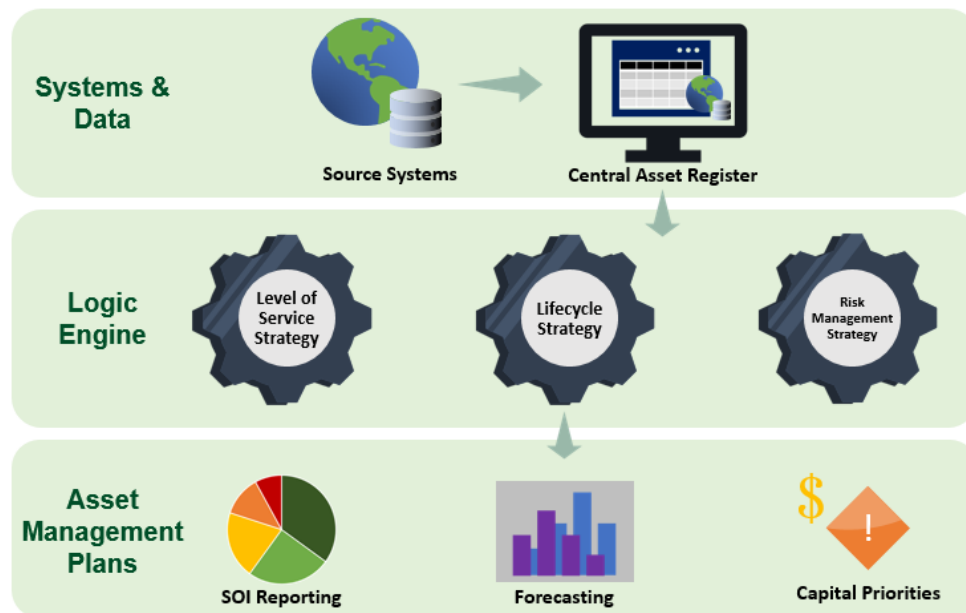 Systems &
Data
Source Systems
Central Asset Register
Logic
Engine
Level of
Service
Strategy
Lifecycle
Strategy
Risk
Management
Strategy
Asset
Management
Plans
SOI Reporting
Forecasting
$
!
Capital Priorities